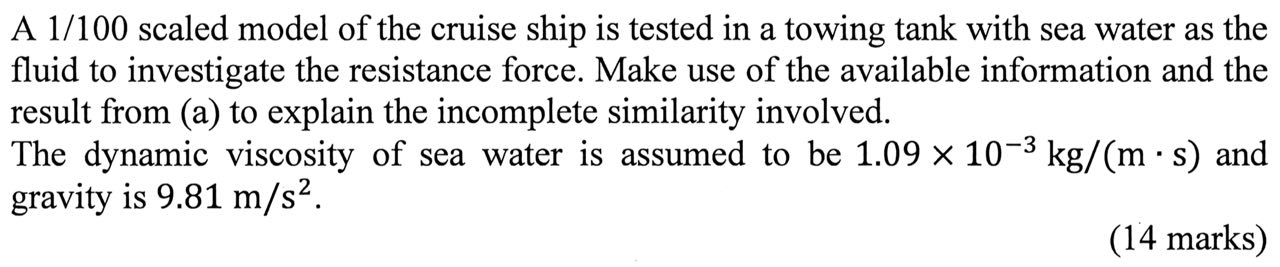 A 1/100 scaled model of the cruise ship is tested in a towing tank with sea water as the
fluid to investigate the resistance force. Make use of the available information and the
result from (a) to explain the incomplete similarity involved.
The dynamic viscosity of sea water is assumed to be 1.09 × 10⁻³ kg/(m · s) and
gravity is 9.81 m/s².
(14 marks)